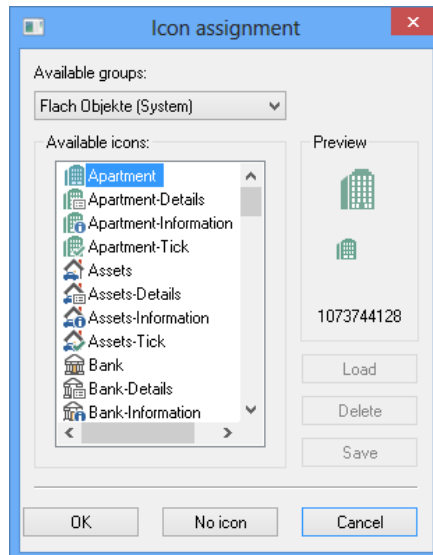 Icon assignment
Available groups:
Flach Objekte (System)
Available icons:
Apartment
Apartment-Details
Apartment-Information
Apartment-Tick
Assets
Assets-Details
Assets-Information
Assets-Tick
Bank
Bank-Details
Bank-Information
Preview
1073744128
Load
Delete
Save
OK
No icon
Cancel